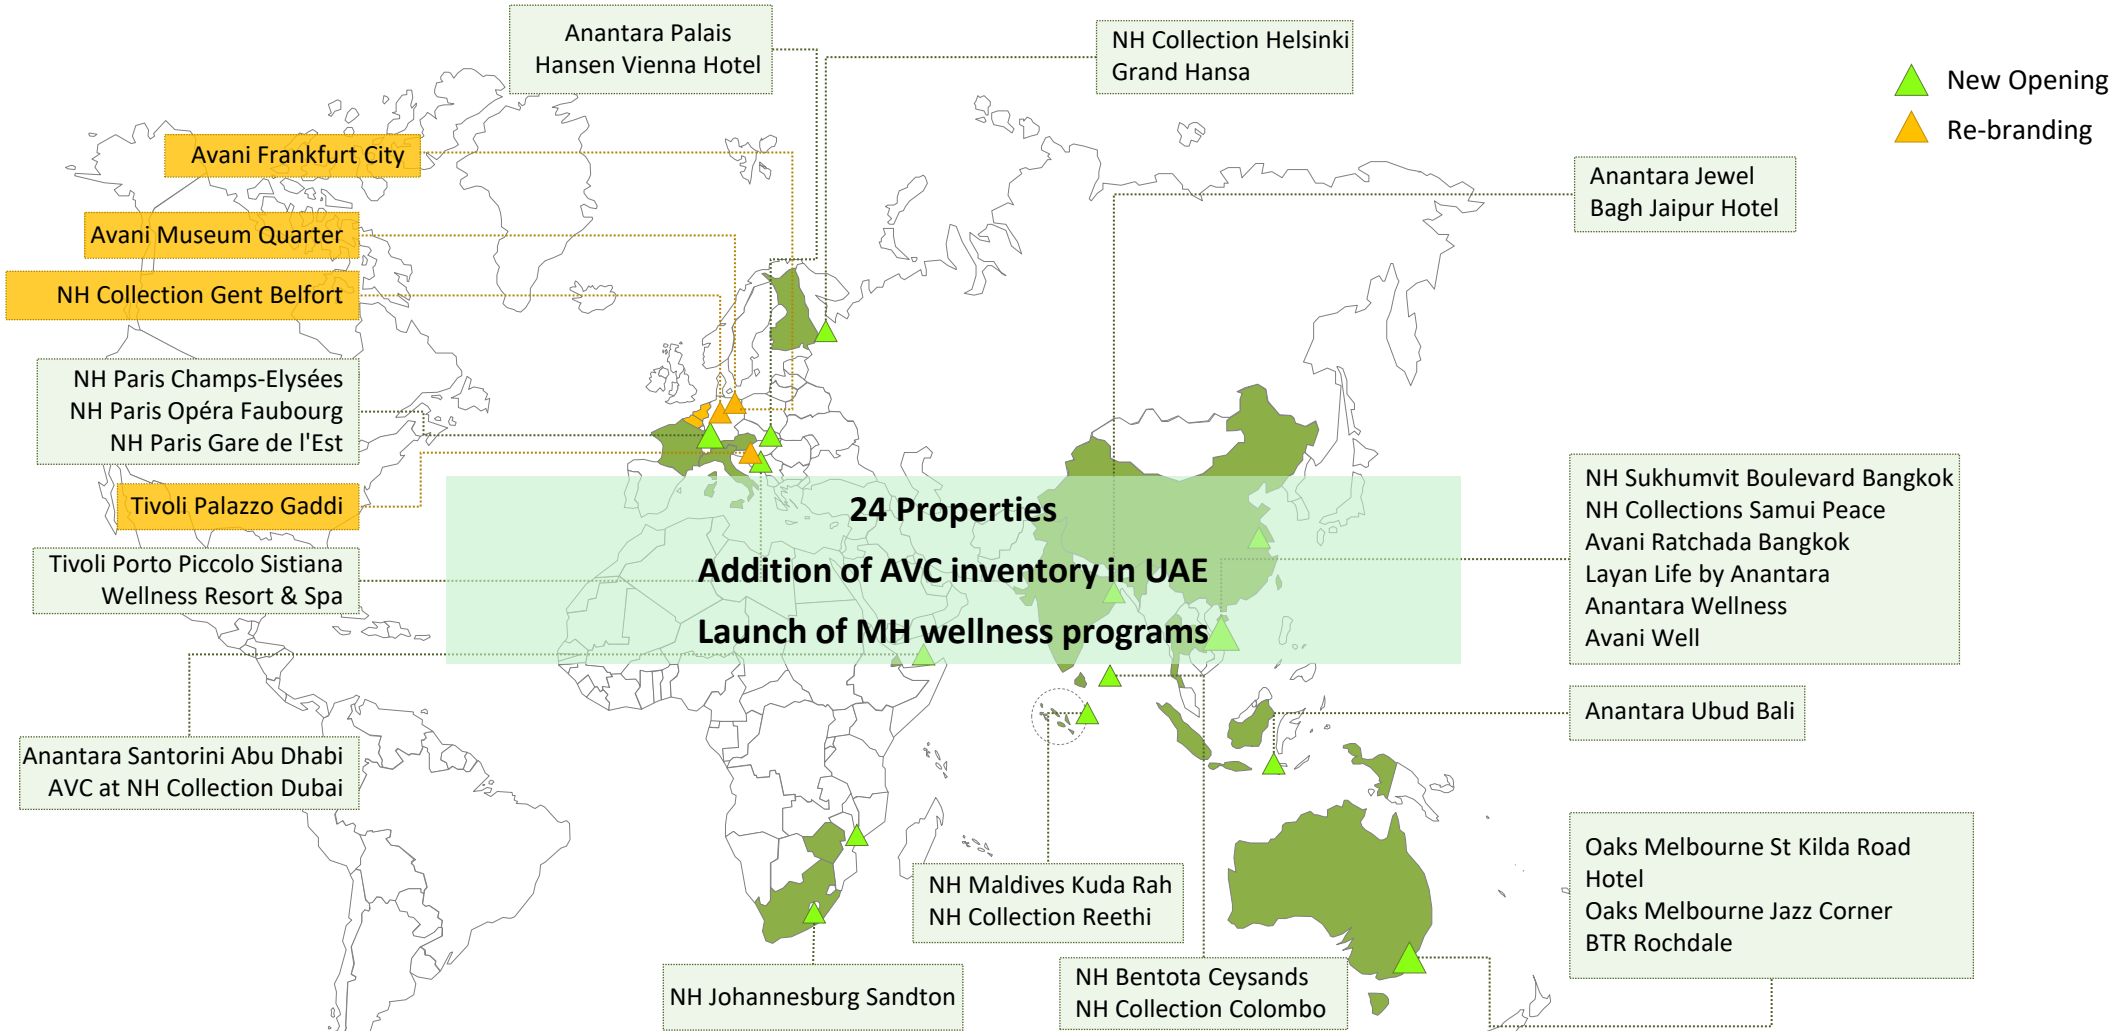 Anantara Palais
Hansen Vienna Hotel
NH Collection Helsinki
Grand Hansa
New Opening
Re-branding
Avani Frankfurt City
Anantara Jewel
Bagh Jaipur Hotel
Avani Museum Quarter
NH Collection Gent Belfort
NH Paris Champs-Elysées
NH Paris Opéra Faubourg
NH Paris Gare de l'Est
Tivoli Palazzo Gaddi
24 Properties
Addition of AVC inventory in UAE
Launch of MH wellness programs
NH Sukhumvit Boulevard Bangkok
NH Collections Samui Peace
Avani Ratchada Bangkok
Layan Life by Anantara
Anantara Wellness
Avani Well
Tivoli Porto Piccolo Sistiana
Wellness Resort & Spa
Anantara Ubud Bali
Anantara Santorini Abu Dhabi
AVC at NH Collection Dubai
Oaks Melbourne St Kilda Road
Hotel
Oaks Melbourne Jazz Corner
BTR Rochdale
NH Maldives Kuda Rah
NH Collection Reethi
NH Johannesburg Sandton
NH Bentota Ceysands
NH Collection Colombo